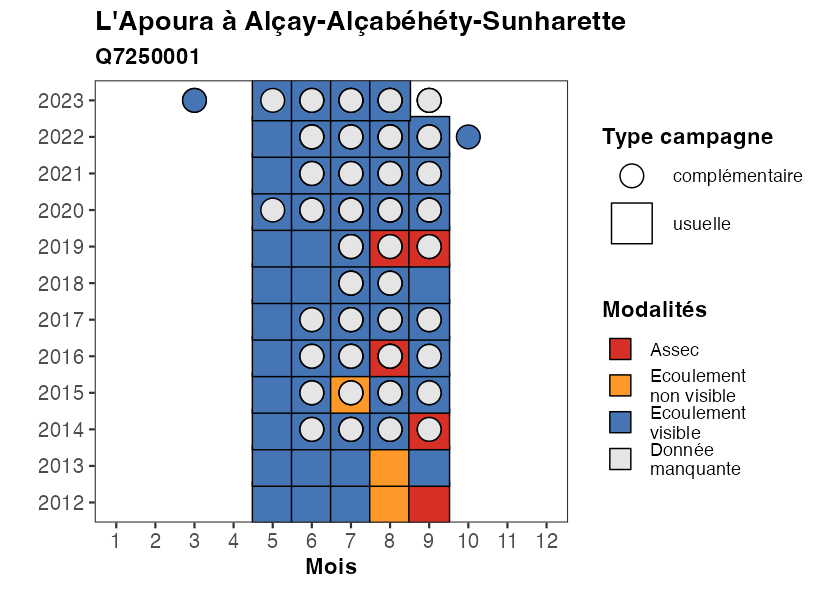 L'Apoura à Alçay-Alçabéhéty-Sunharette
Q7250001
2023
2022
2021
2020
2019
2018
2017
2016
2015
2014
2013
2012
1 2 3 4 5 6 7 8 9 10 11 12
Mois
Type campagne
complémentaire
usuelle
Modalités
Assec
Ecoulement
non visible
Ecoulement
visible
Donnée
manquante